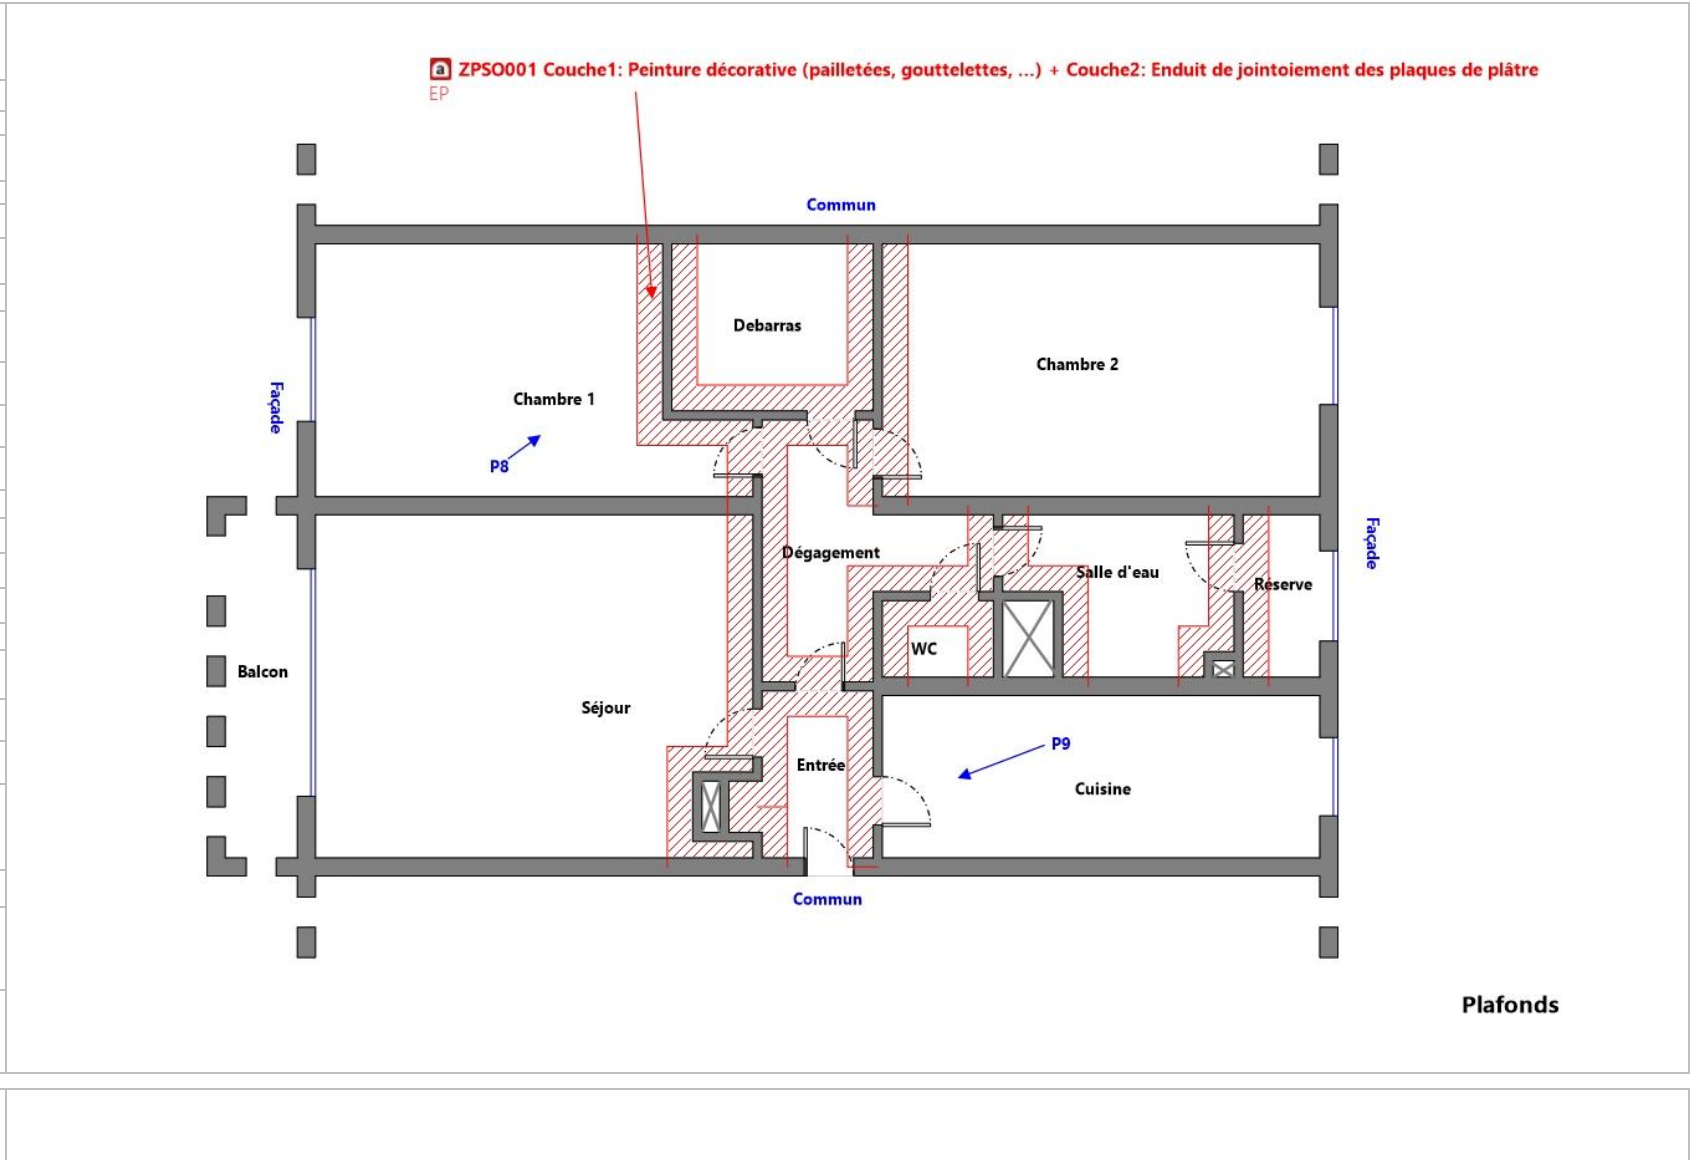 a ZPSO001 Couche1: Peinture décorative (pailletées, gouttelettes, ...) + Couche2: Enduit de jointoiement des plaques de plâtre
EP
Commun
Debarras
Chambre 2
Façade
Chambre 1
P8
Façade
Dégagement
Salle d'eau
Réserve
WC
Balcon
Séjour
P9
Entrée
Cuisine
Commun
Plafonds